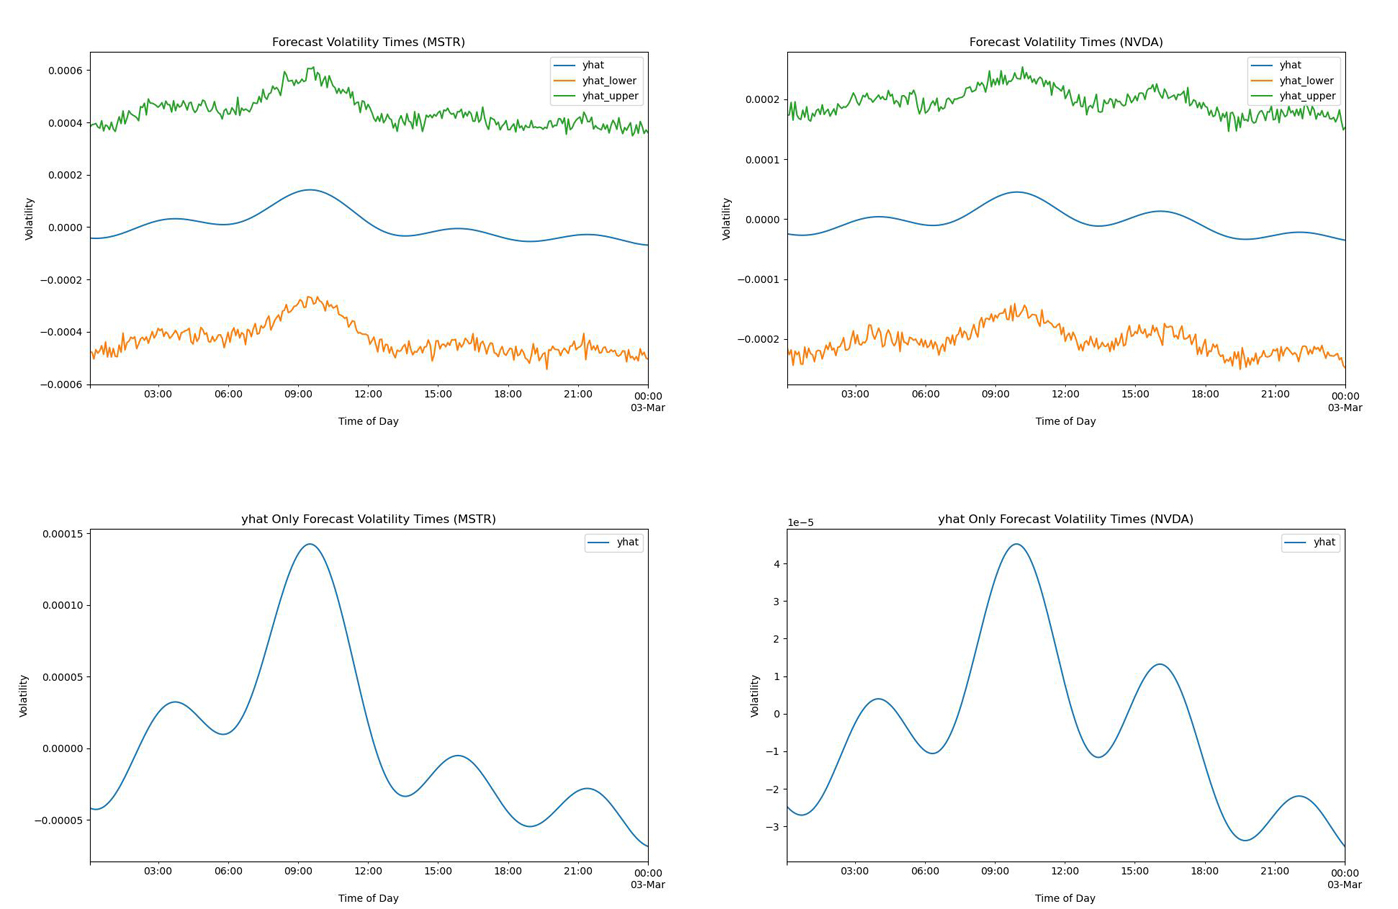 Forecast Volatility Times (MSTR)
yhat
yhat_lower
yhat_upper
0.0006
0.0004
0.0002
0.0000
−0.0002
−0.0004
−0.0006
Volatility
03:00 06:00 09:00 12:00 15:00 18:00 21:00 00:00
03-Mar
Time of Day
Forecast Volatility Times (NVDA)
yhat
yhat_lower
yhat_upper
0.0002
0.0001
0.0000
−0.0001
−0.0002
Volatility
03:00 06:00 09:00 12:00 15:00 18:00 21:00 00:00
03-Mar
Time of Day
yhat Only Forecast Volatility Times (MSTR)
yhat
0.00015
0.00010
0.00005
0.00000
−0.00005
Volatility
03:00 06:00 09:00 12:00 15:00 18:00 21:00 00:00
03-Mar
Time of Day
yhat Only Forecast Volatility Times (NVDA)
1e−5
yhat
4
3
2
1
0
−1
−2
−3
Volatility
03:00 06:00 09:00 12:00 15:00 18:00 21:00 00:00
03-Mar
Time of Day